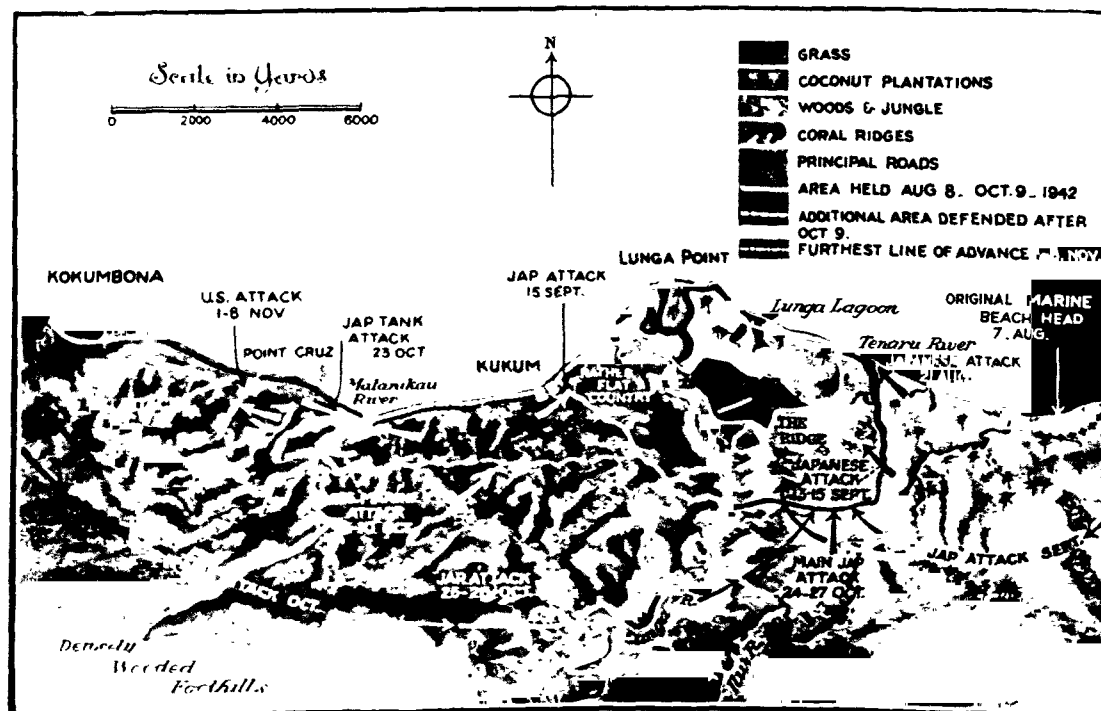 Scale in Yards
0 2000 4000 6000
N
GRASS
COCONUT PLANTATIONS
WOODS & JUNGLE
CORAL RIDGES
PRINCIPAL ROADS
AREA HELD AUG 8. OCT. 9. 1942
ADDITIONAL AREA DEFENDED AFTER
OCT 9.
FURTHEST LINE OF ADVANCE NOV.
KOKUMBONA
U.S. ATTACK
1-8 NOV
JAP TANK
ATTACK
23 OCT
POINT CRUZ
Matanikau
River
KUKUM
JAP ATTACK
15 SEPT.
LUNGA POINT
Lunga Lagoon
ORIGINAL MARINE
BEACH HEAD
7. AUG.
Tenaru River
ATTACK
FLAT
COUNTRY
THE
RIDGE
JAPANESE
ATTACK
13-15 SEPT.
MAIN JAP
ATTACK
24-27 OCT.
JAP ATTACK SEPT.
JAP ATTACK
OCT.
OCT.
Densely
Wooded
Foothills
R.
R.